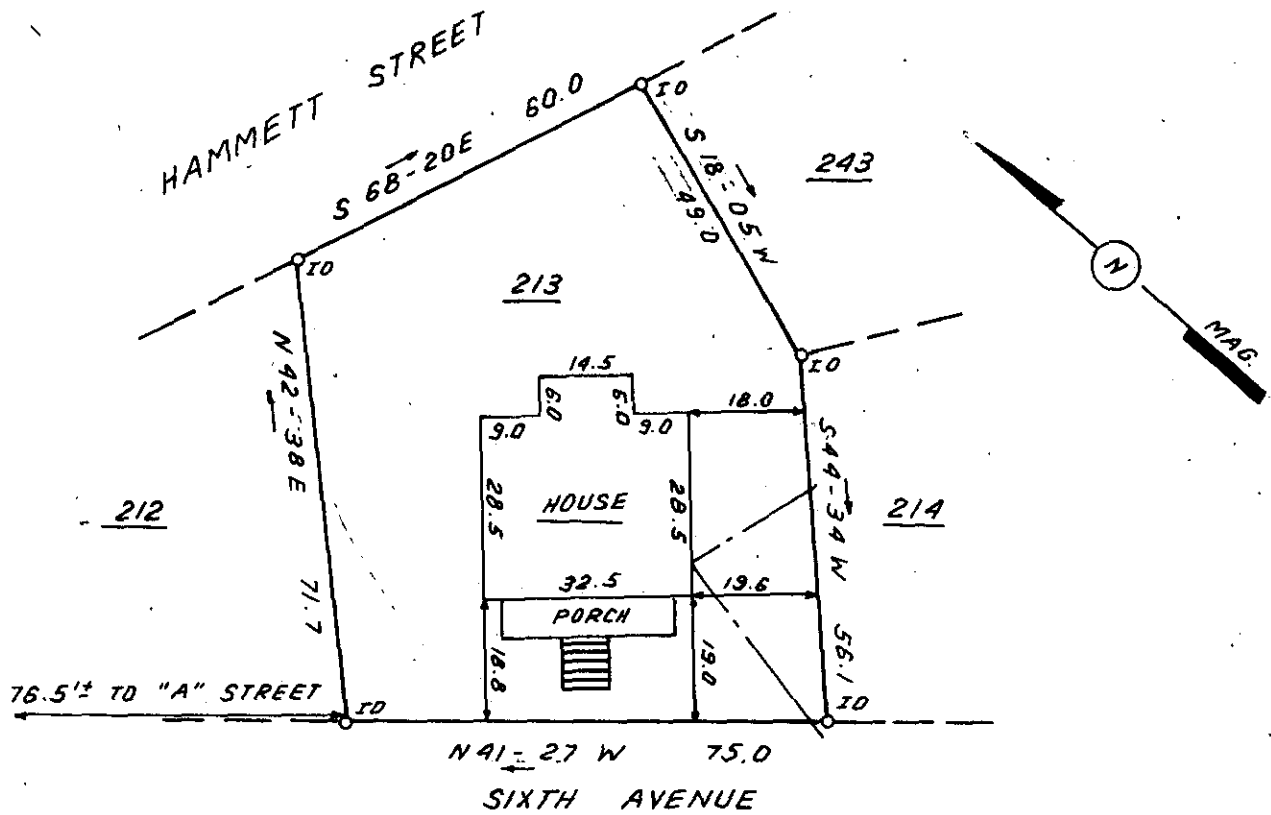 HAMMETT STREET
S 68-20E 60.0
IO
S 18-05 W
49.0
243
IO
213
N
MAG.
N 42-38 E
71.7
14.5
6.0
6.0
9.0
9.0
18.0
IO
S 44-34 W
56.1
212
HOUSE
28.5
28.5
214
32.5
19.6
PORCH
18.8
19.0
76.5'± TO "A" STREET
IO
IO
N 41-27 W 75.0
SIXTH AVENUE